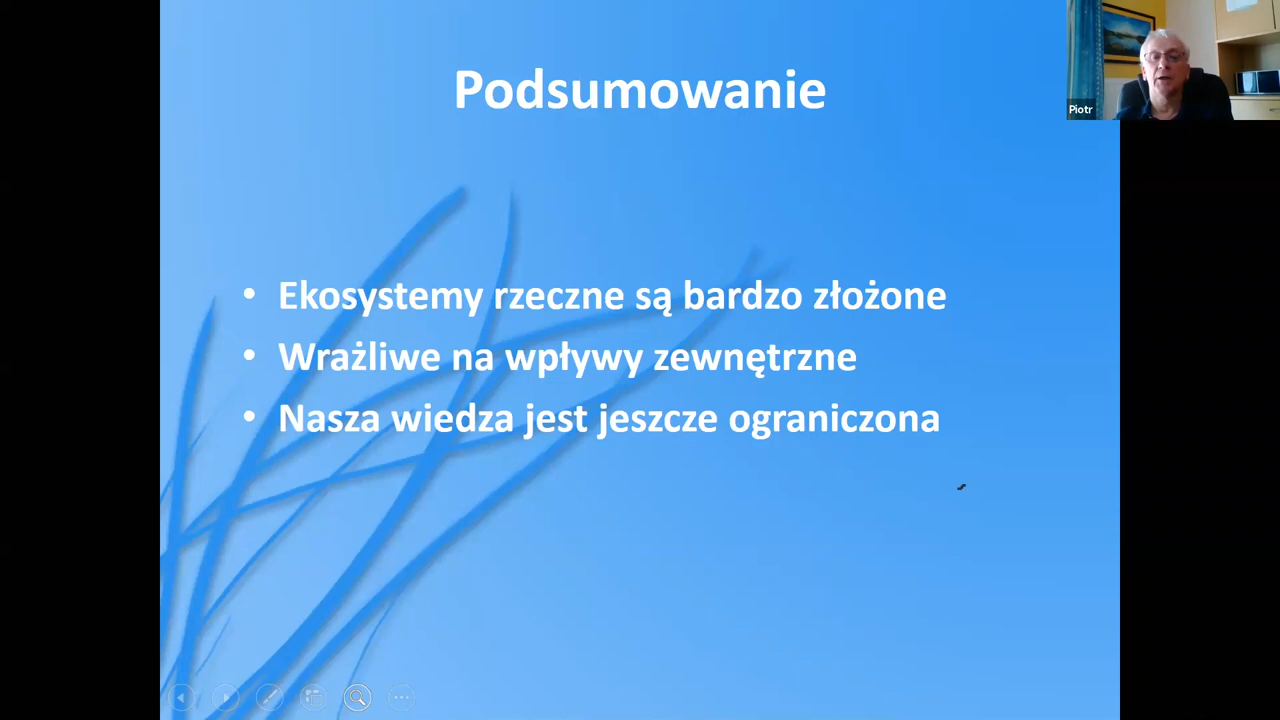 Podsumowanie
Piotr
• Ekosystemy rzeczne są bardzo złożone
• Wrażliwe na wpływy zewnętrzne
• Nasza wiedza jest jeszcze ograniczona